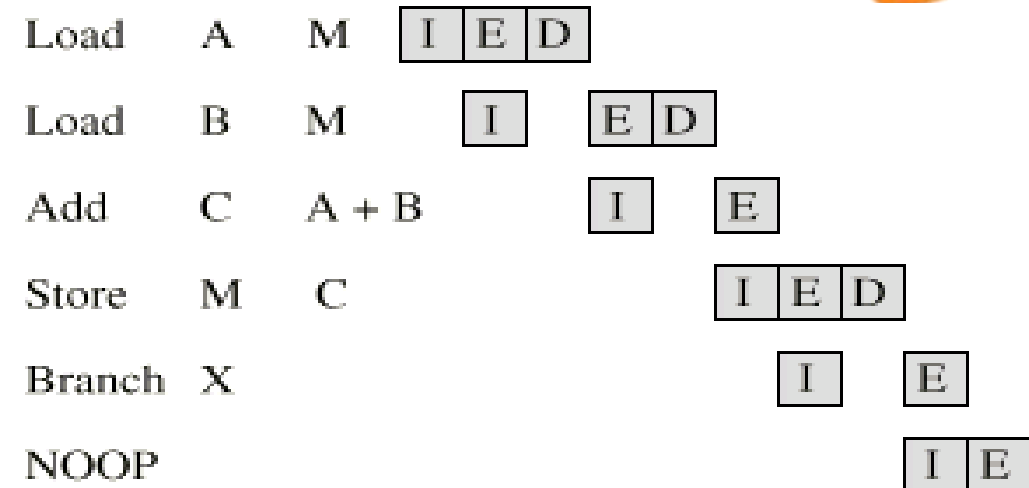 Load A M I E D
Load B M I E D
Add C A + B I E
Store M C I E D
Branch X I E
NOOP I E